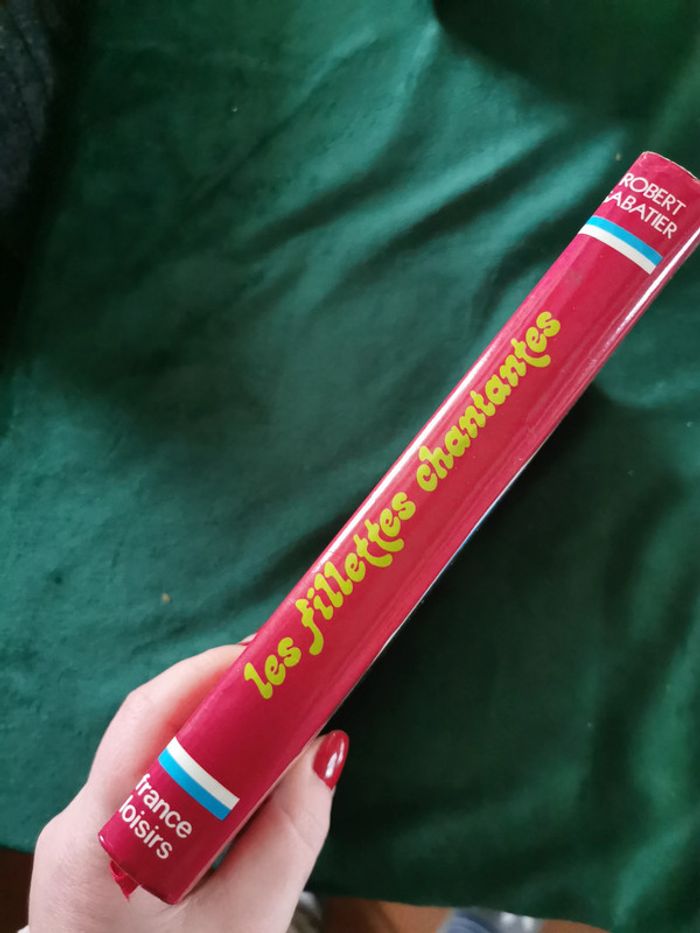 ROBERT
SABATIER
les fillettes chantantes
france
loisirs